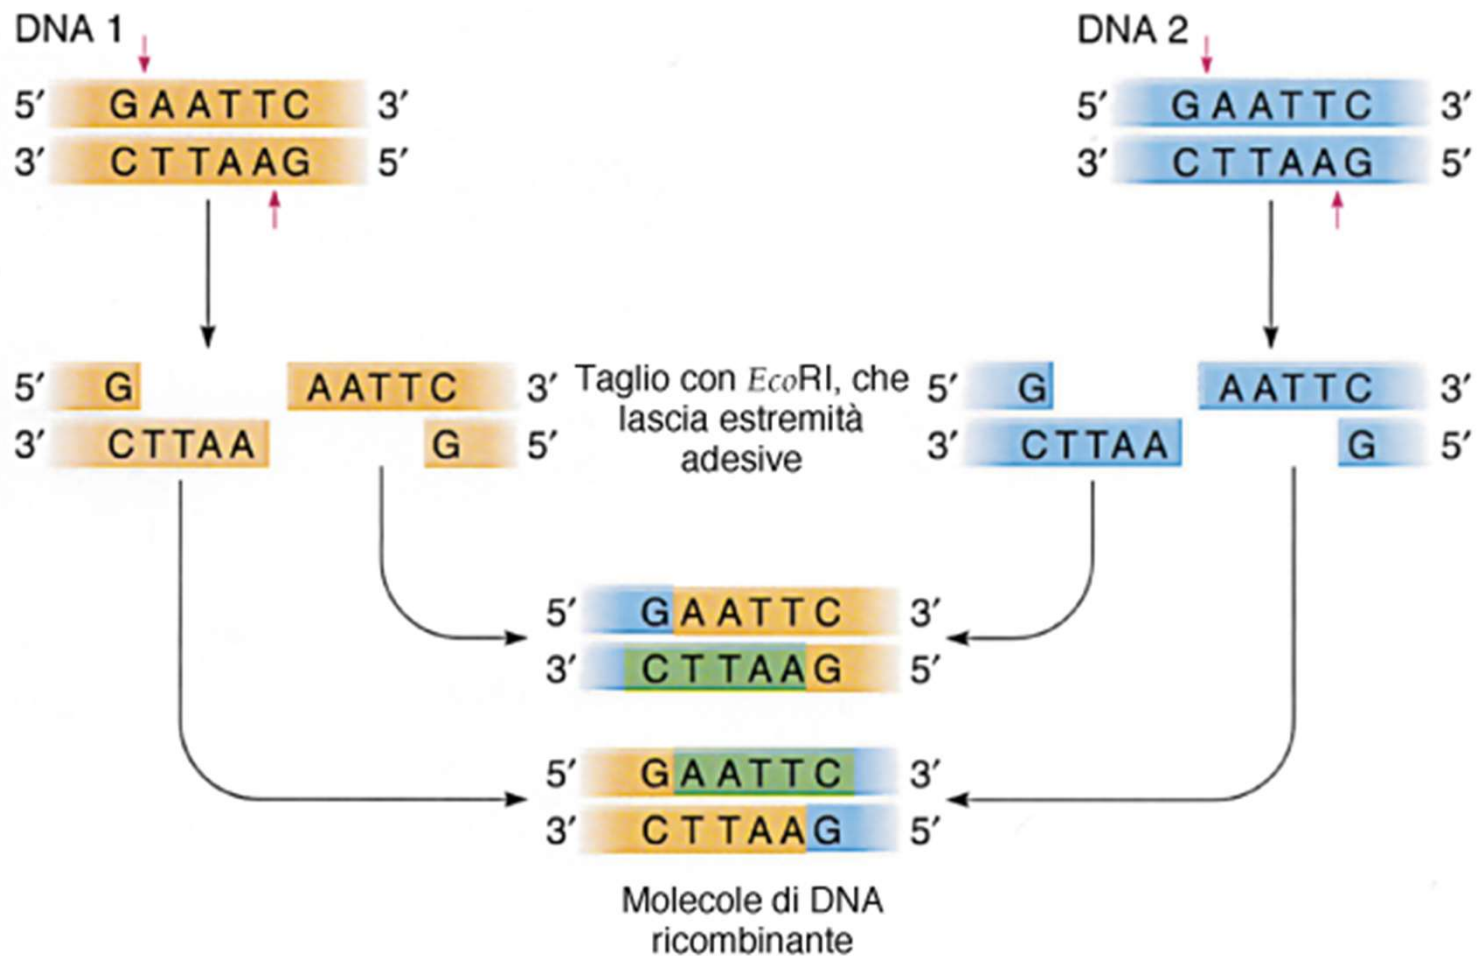 DNA 1
DNA 2
5′ GAATTC 3′
3′ CTTAAG 5′
5′ GAATTC 3′
3′ CTTAAG 5′
5′ G AATTC 3′
3′ CTTAA G 5′
Taglio con EcoRI, che
lascia estremità
adesive
5′ G AATTC 3′
3′ CTTAA G 5′
5′ GAATTC 3′
3′ CTTAAG 5′
5′ GAATTC 3′
3′ CTTAAG 5′
Molecole di DNA
ricombinante